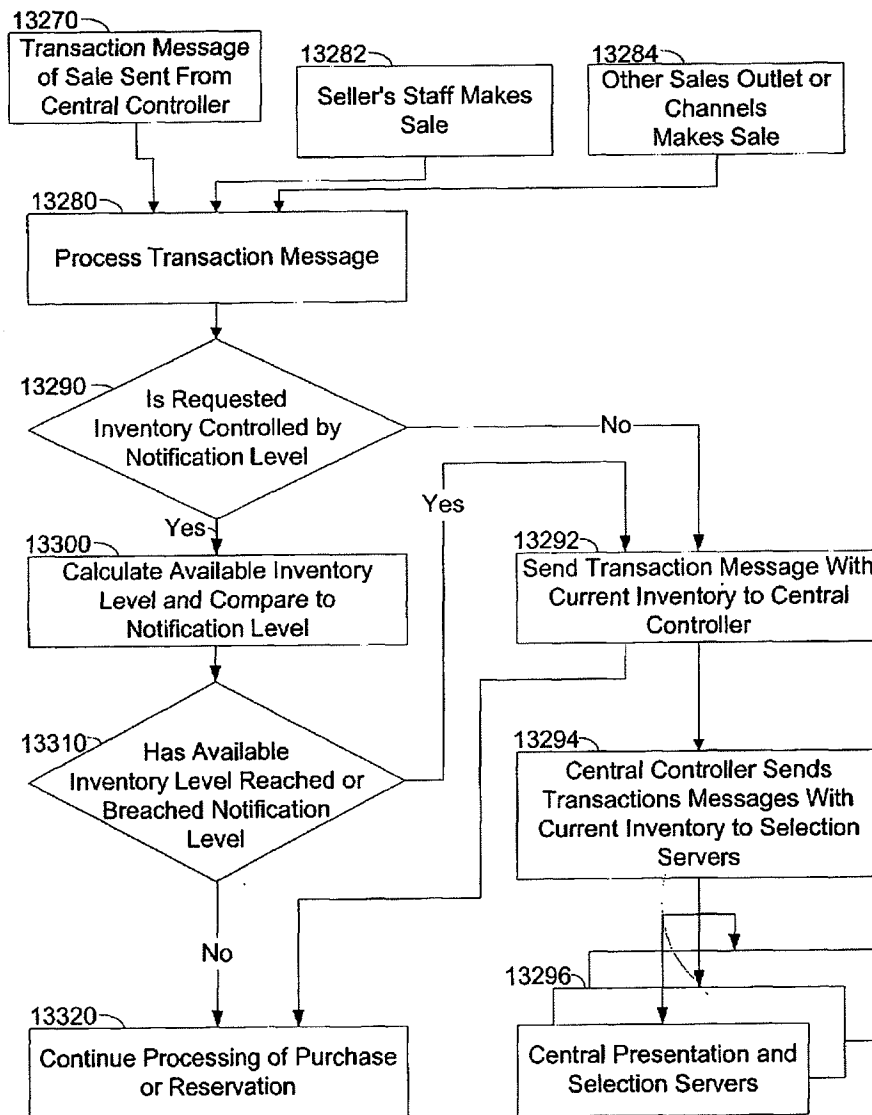 13270
Transaction Message
of Sale Sent From
Central Controller
13282
Seller's Staff Makes
Sale
13284
Other Sales Outlet or
Channels
Makes Sale
13280
Process Transaction Message
13290
Is Requested
Inventory Controlled by
Notification Level
No
Yes
Yes
13300
Calculate Available Inventory
Level and Compare to
Notification Level
13292
Send Transaction Message With
Current Inventory to Central
Controller
13310
Has Available
Inventory Level Reached or
Breached Notification
Level
13294
Central Controller Sends
Transactions Messages With
Current Inventory to Selection
Servers
No
13296
Central Presentation and
Selection Servers
13320
Continue Processing of Purchase
or Reservation